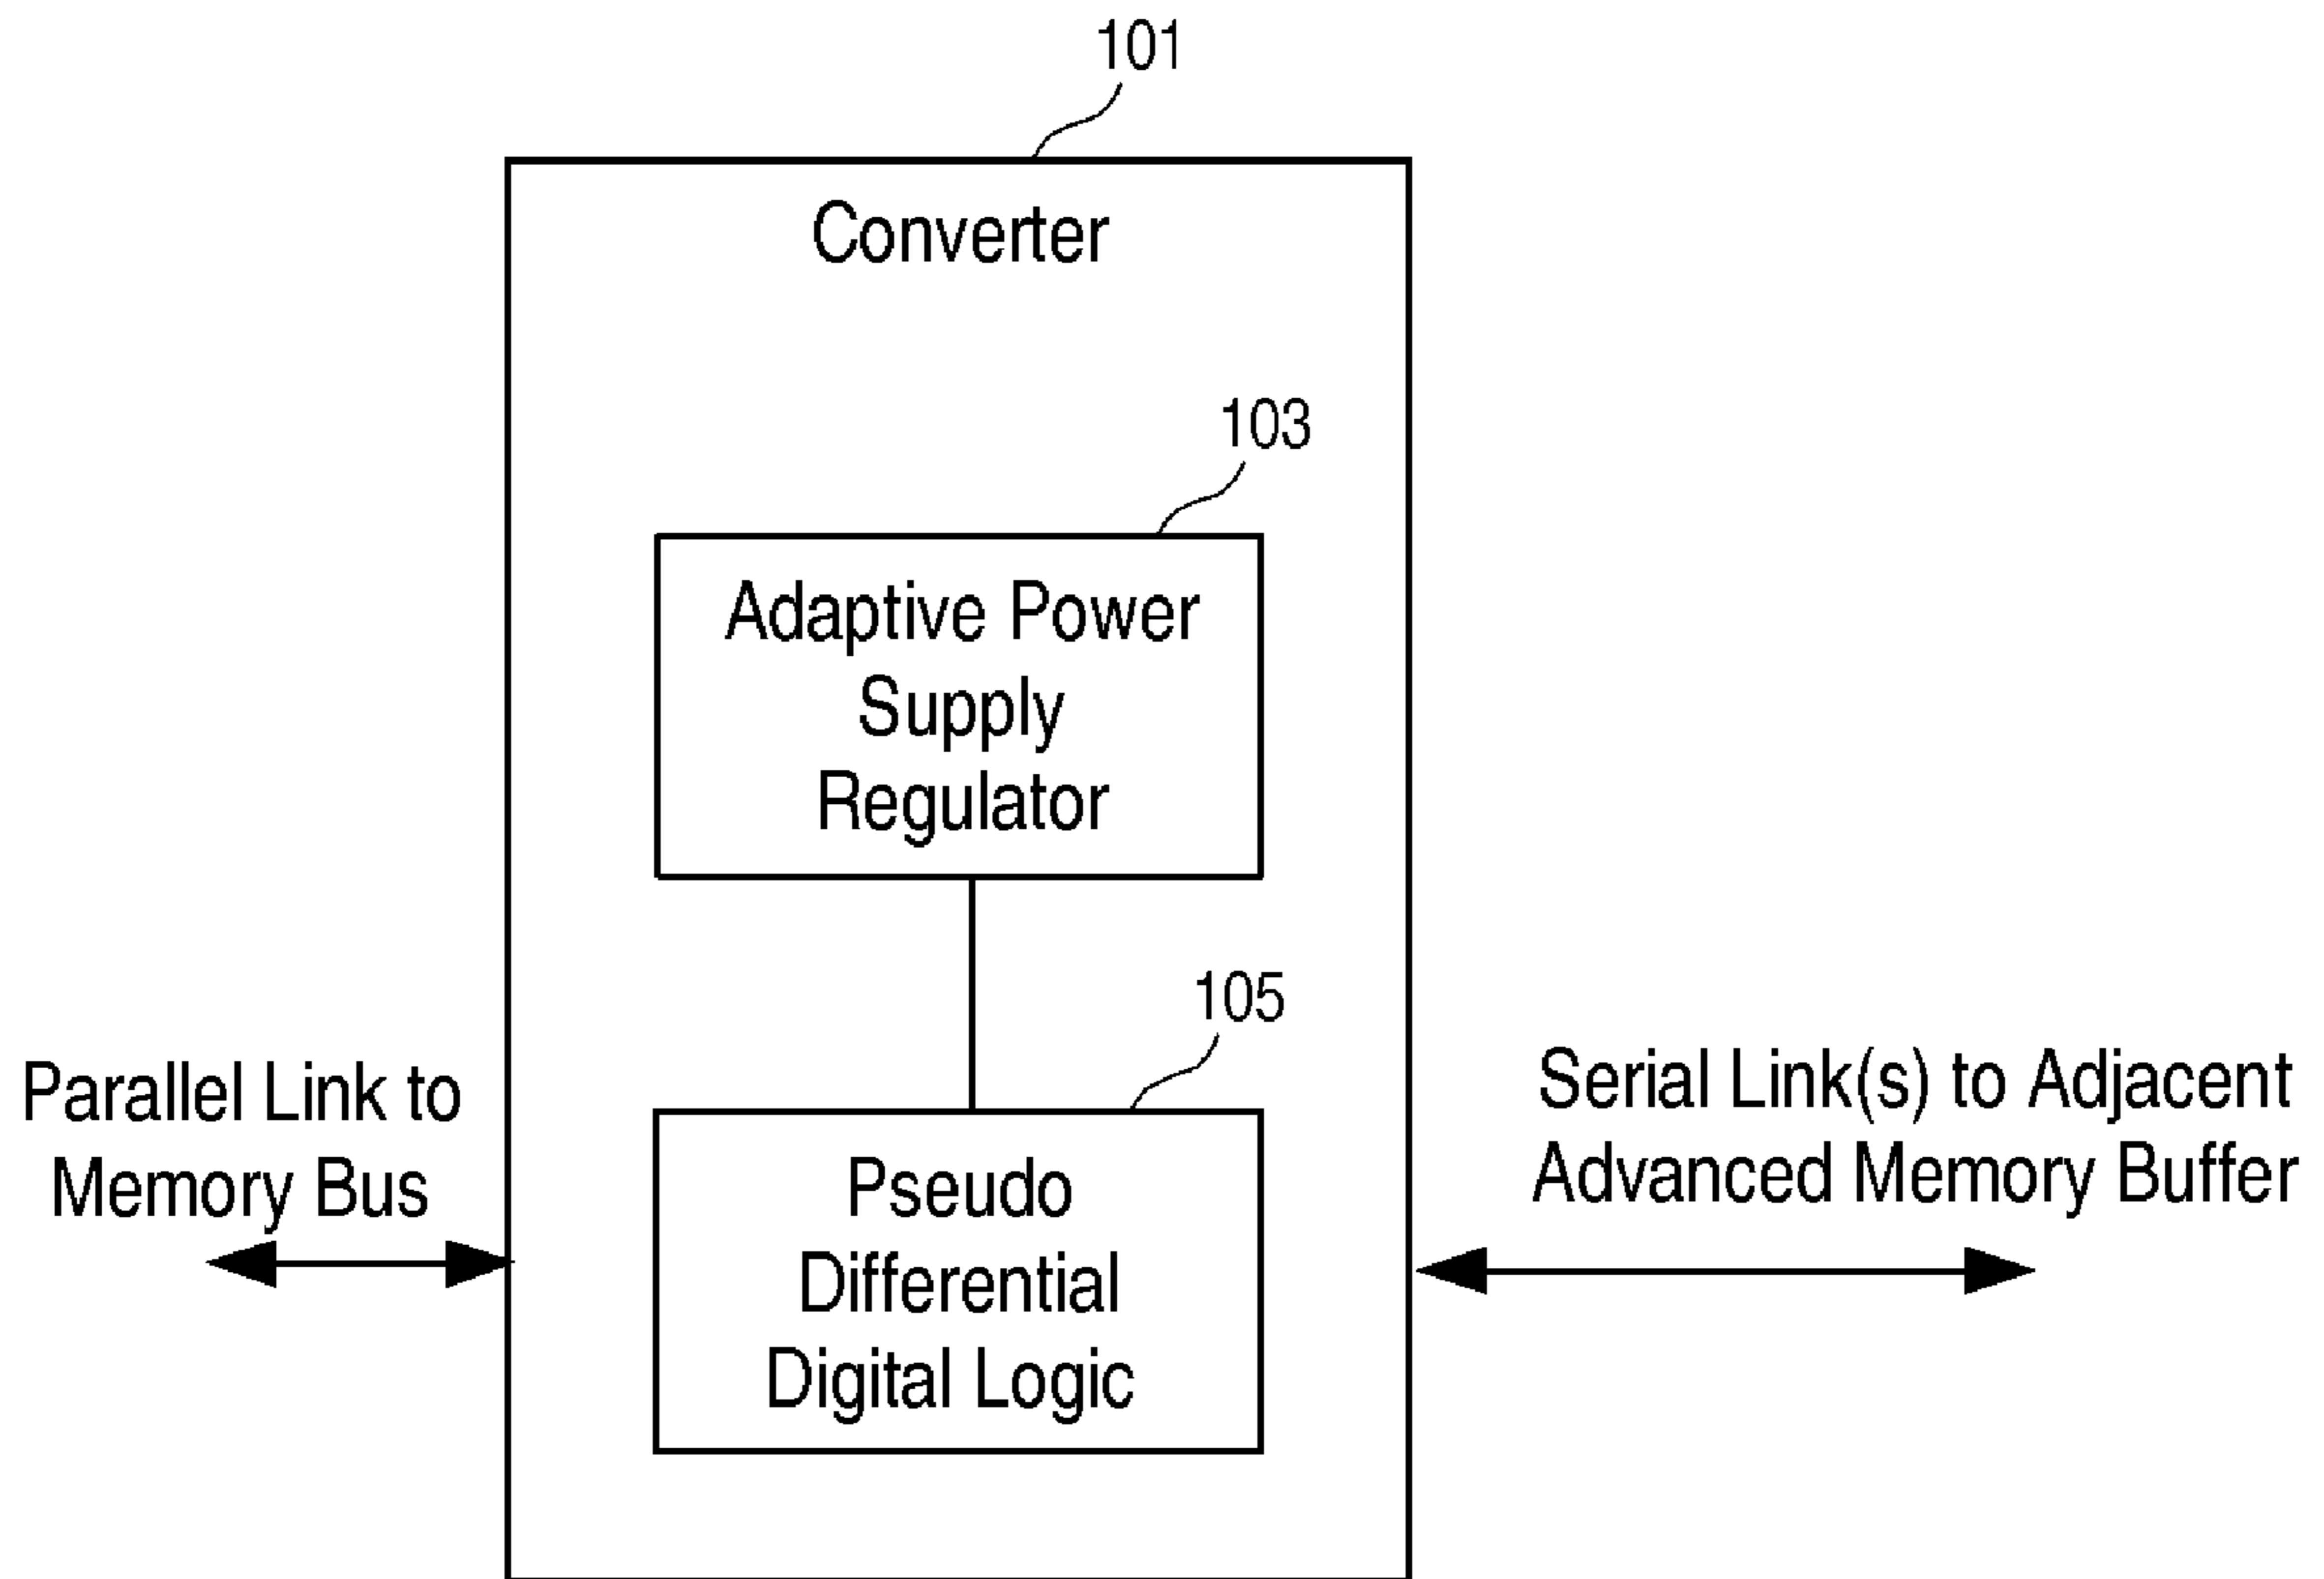 101
Converter
103
Adaptive Power
Supply
Regulator
105
Parallel Link to
Memory Bus
Pseudo
Differential
Digital Logic
Serial Link(s) to Adjacent
Advanced Memory Buffer